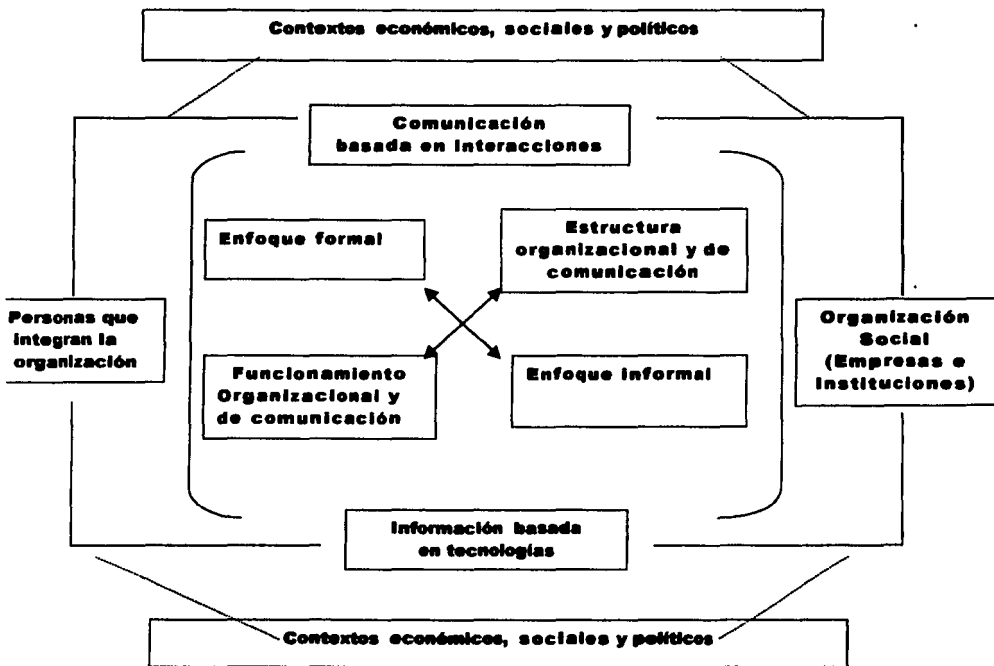 Contextos económicos, sociales y políticos
Comunicación
basada en interacciones
Enfoque formal
Estructura
organizacional y de
comunicación
Personas que
integran la
organización
Organización
Social
(Empresas e
Instituciones)
Funcionamiento
Organizacional y
de comunicación
Enfoque informal
Información basada
en tecnologías
Contextos económicos, sociales y políticos